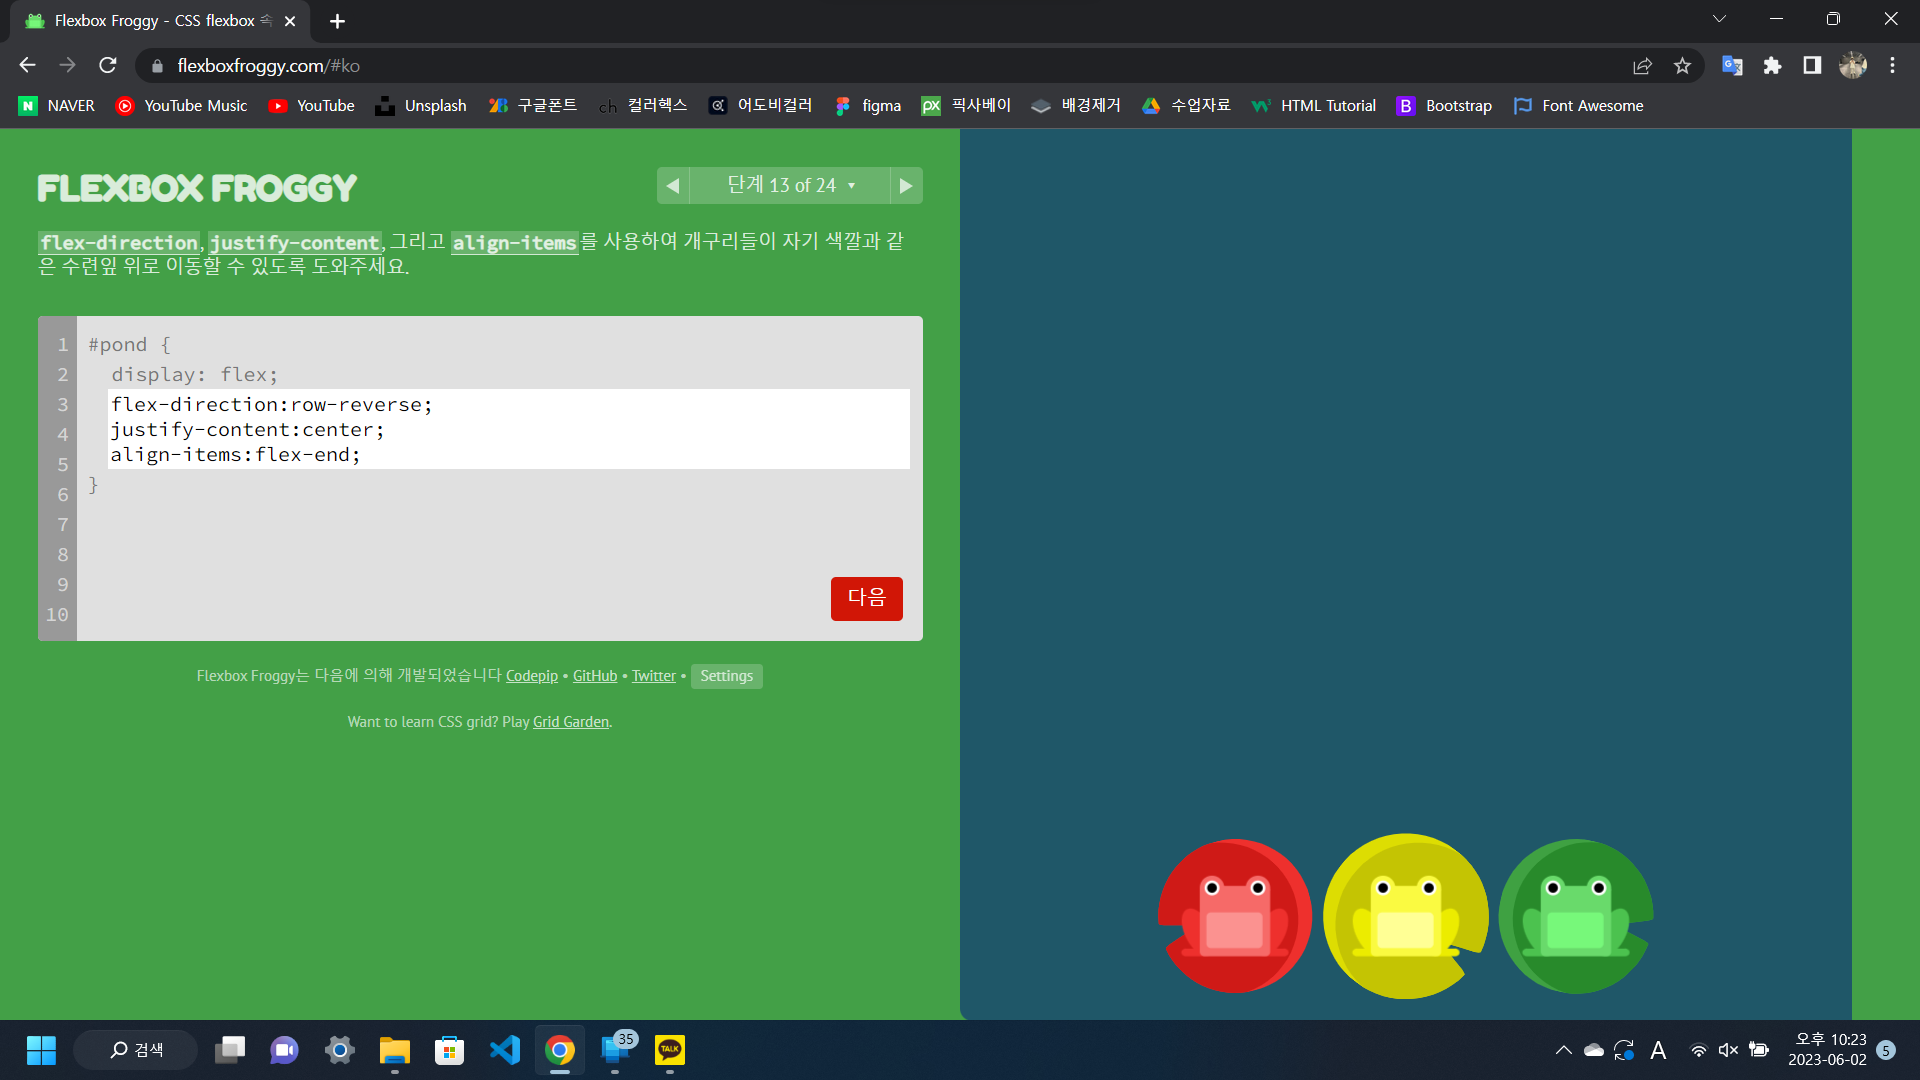 Flexbox Froggy - CSS flexbox 속
flexboxfroggy.com/#ko
NAVER YouTube Music YouTube Unsplash 구글폰트 ch 컬러헥스 어도비컬러 figma px 픽사베이 배경제거 수업자료 HTML Tutorial B Bootstrap Font Awesome
FLEXBOX FROGGY
단계 13 of 24
flex-direction, justify-content, 그리고 align-items를 사용하여 개구리들이 자기 색깔과 같
은 수련잎 위로 이동할 수 있도록 도와주세요.
1 #pond {
2 display: flex;
3 flex-direction:row-reverse;
4 justify-content:center;
5 align-items:flex-end;
6 }
7
8
9
10
다음
Flexbox Froggy는 다음에 의해 개발되었습니다 Codepip • GitHub • Twitter • Settings
Want to learn CSS grid? Play Grid Garden.
검색
35
TALK
A
오후 10:23
2023-06-02
5